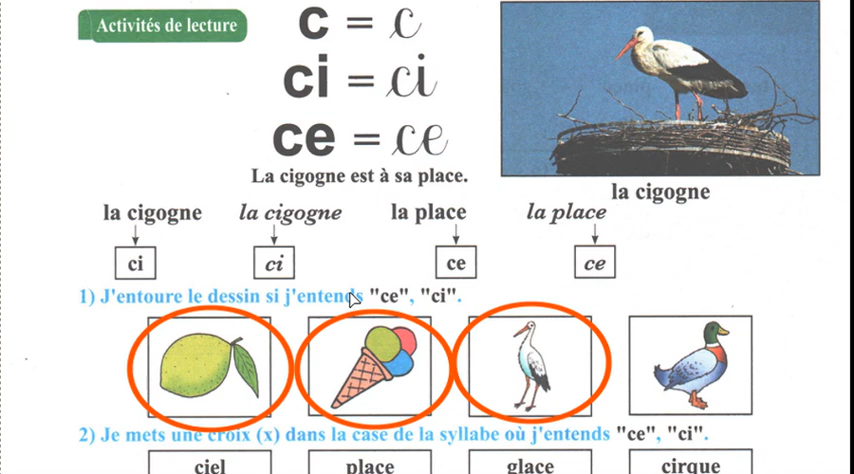 Activités de lecture
c = c
ci = ci
ce = ce
La cigogne est à sa place.
la cigogne
la cigogne la cigogne la place la place
ci ci ce ce
1) J'entoure le dessin si j'entends "ce", "ci".
2) Je mets une croix (x) dans la case de la syllabe où j'entends "ce", "ci".
ciel place glace cirque